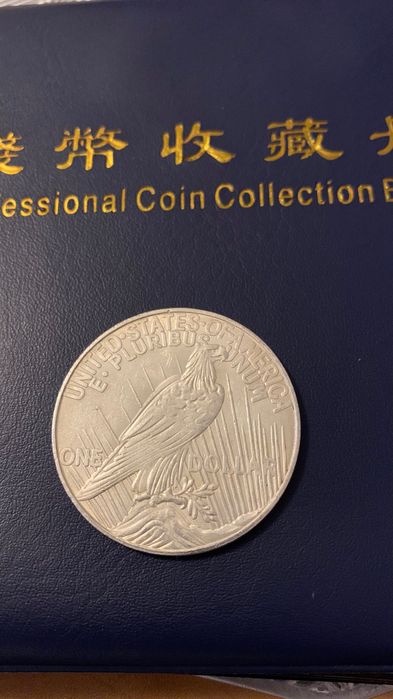 錢幣收藏
essional Coin Collection B
UNITED·STATES·OF·AMERICA
E·PLURIBUS UNUM
ONE DOLLAR